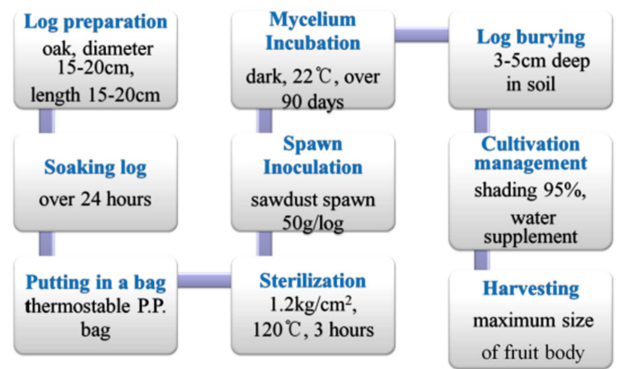 Log preparation
oak, diameter
15-20cm,
length 15-20cm
Soaking log
over 24 hours
Putting in a bag
thermostable P.P.
bag
Sterilization
1.2kg/cm²,
120℃, 3 hours
Spawn
Inoculation
sawdust spawn
50g/log
Mycelium
Incubation
dark, 22℃, over
90 days
Log burying
3-5cm deep
in soil
Cultivation
management
shading 95%,
water
supplement
Harvesting
maximum size
of fruit body